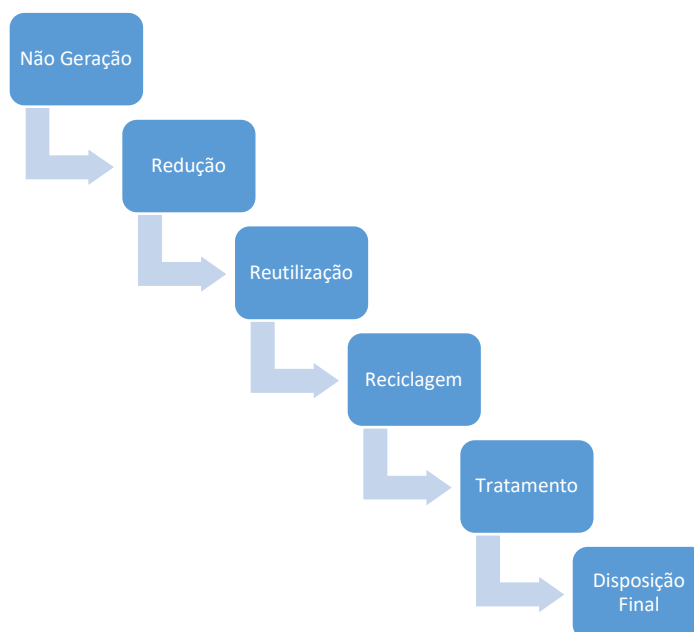 Não Geração
Redução
Reutilização
Reciclagem
Tratamento
Disposição
Final